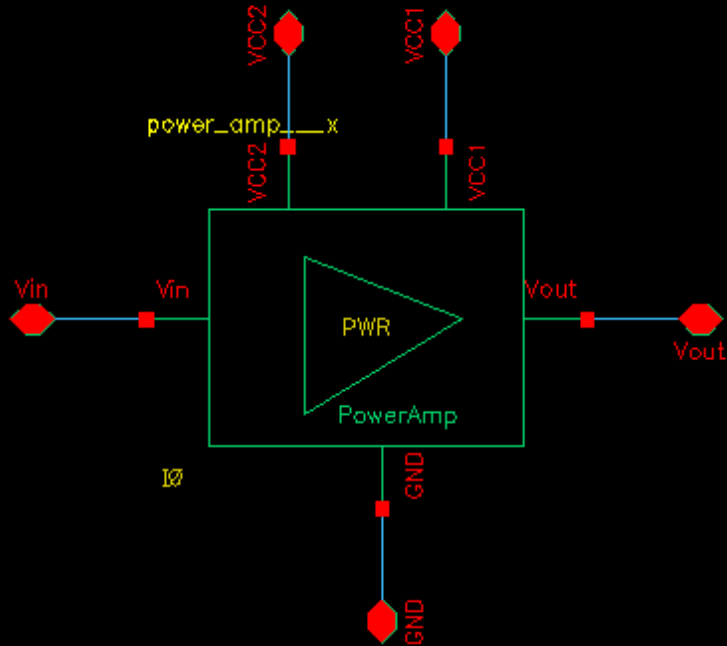 VCC2
VCC1
power_amp___x
VCC2
VCC1
Vin
Vin
Vout
PWR
Vout
PowerAmp
GND
I0
GND